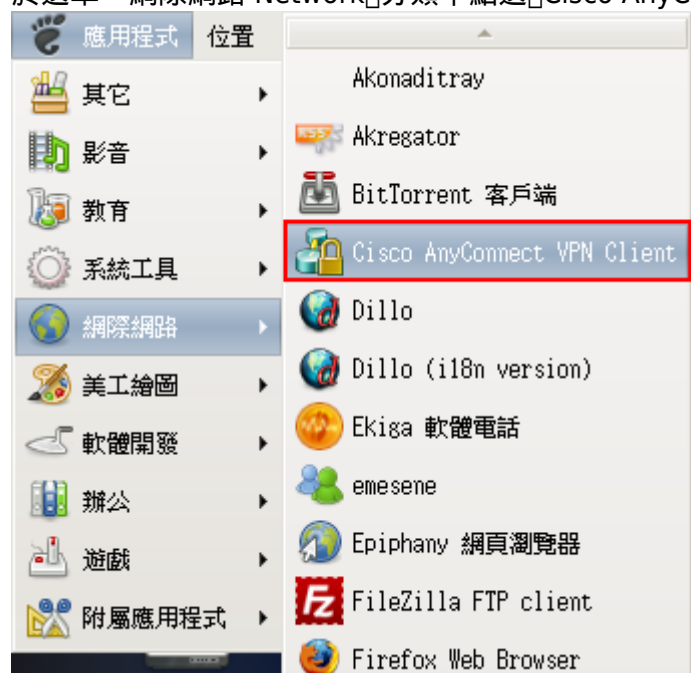 應用程式 位置
其它
影音
教育
系統工具
網際網路
美工繪圖
軟體開發
辦公
遊戲
附屬應用程式
Akonaditray
RSS
Akregator
BitTorrent 客戶端
Cisco AnyConnect VPN Client
Dillo
Dillo (i18n version)
Ekiga 軟體電話
emesene
Epiphany 網頁瀏覽器
FileZilla FTP client
Firefox Web Browser